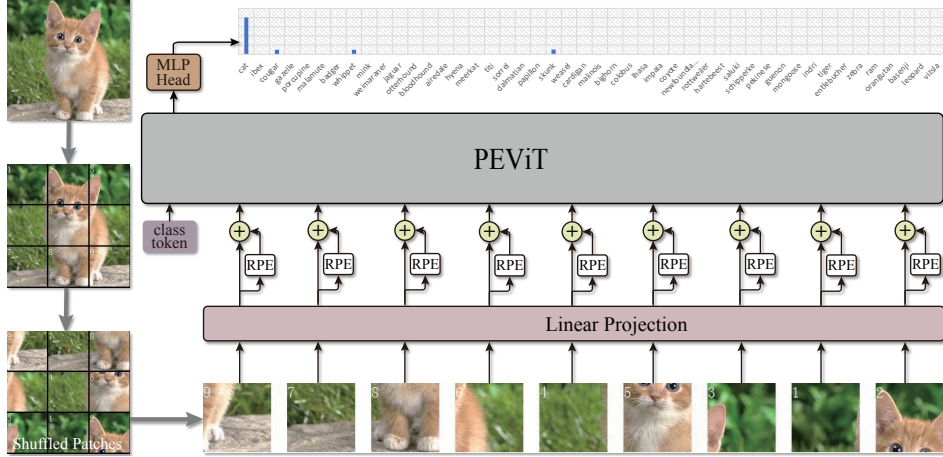 MLP
Head
cat
ibex
cougar
gazelle
porcupine
malamute
badger
whippet
mink
weimaraner
jaguar
otterhound
bloodhound
airedale
hyena
meerkat
titi
sorrel
dalmatian
papillon
skunk
weasel
cardigan
malinois
bighorn
colobus
lhasa
impala
coyote
newfoundla...
rottweiler
hartebeest
saluki
schipperke
pekinese
guenon
mongoose
indri
tiger
entlebucher
zebra
ram
orangutan
basenji
leopard
vizsla
PEViT
class
token
+ + + + + + + + +
RPE RPE RPE RPE RPE RPE RPE RPE RPE
Linear Projection
9 7 8 6 4 5 3 1 2
Shuffled Patches